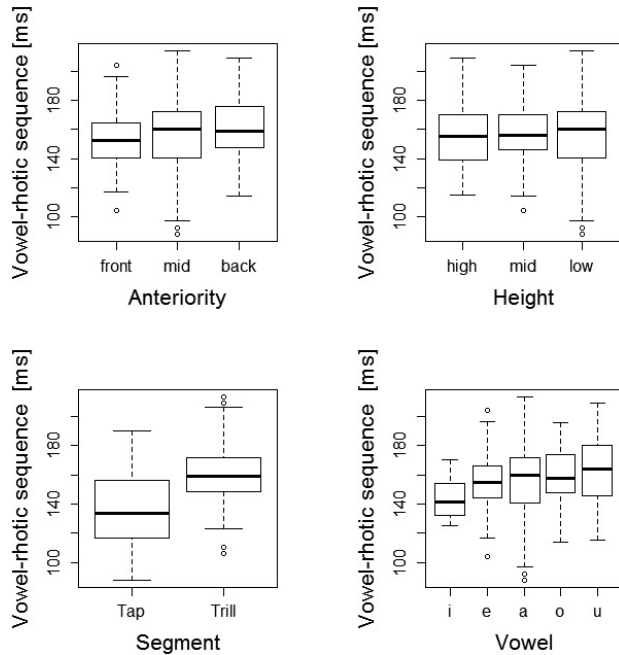 Vowel-rhotic sequence [ms]
180
140
100
front mid back
Anteriority
Vowel-rhotic sequence [ms]
180
140
100
high mid low
Height
Vowel-rhotic sequence [ms]
180
140
100
Tap Trill
Segment
Vowel-rhotic sequence [ms]
180
140
100
i e a o u
Vowel